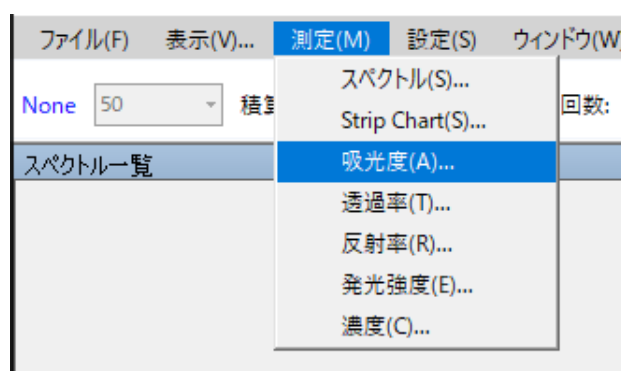 ファイル(F) 表示(V)... 測定(M) 設定(S) ウィンドウ(W)
None 50 積算 回数:
スペクトル一覧
スペクトル(S)...
Strip Chart(S)...
吸光度(A)...
透過率(T)...
反射率(R)...
発光強度(E)...
濃度(C)...